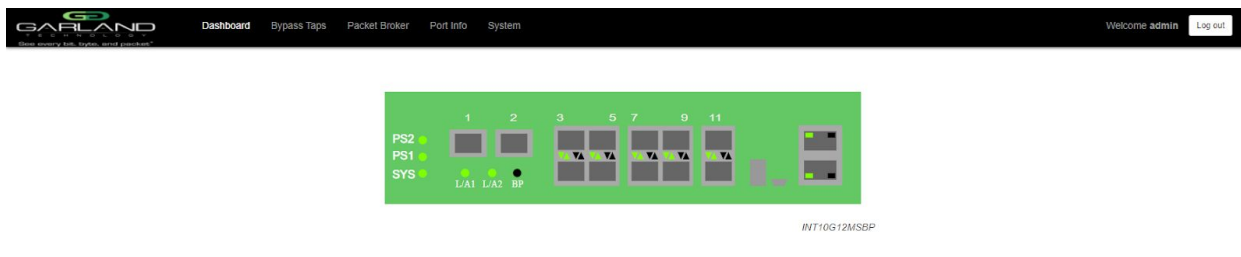 GARLAND
TECHNOLOGY
See every bit, byte, and packet®
Dashboard Bypass Taps Packet Broker Port Info System
Welcome admin Log out
1 2 3 5 7 9 11
PS2
PS1
SYS
L/A1 L/A2 BP
INT10G12MSBP